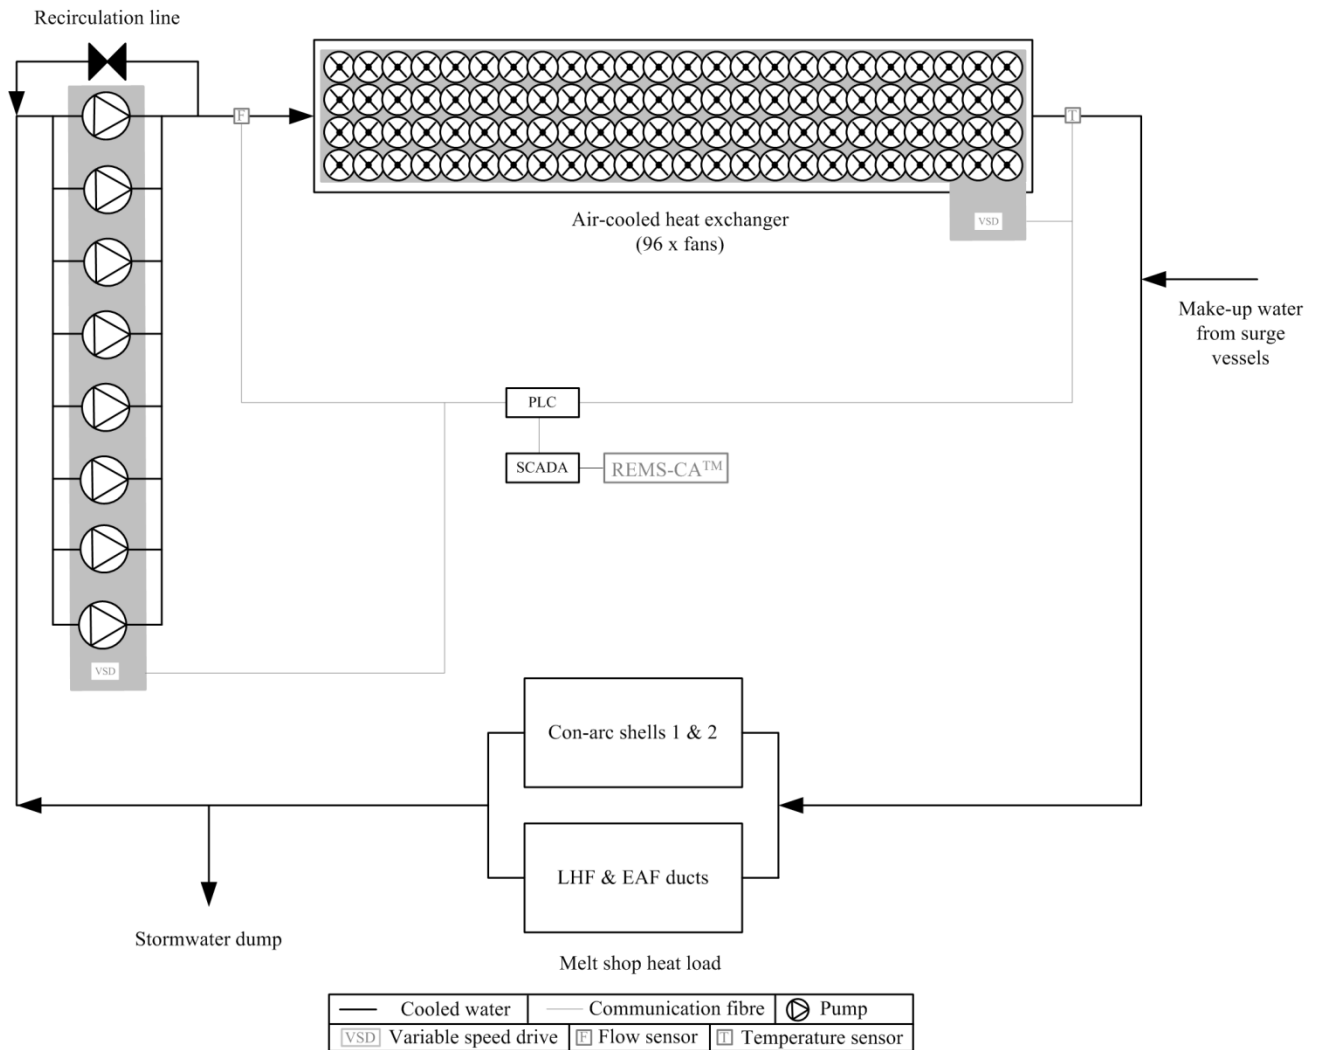 Recirculation line
F
T
Air-cooled heat exchanger
(96 x fans)
VSD
Make-up water
from surge
vessels
PLC
SCADA
REMS-CA™
VSD
Con-arc shells 1 & 2
LHF & EAF ducts
Stormwater dump
Melt shop heat load
Cooled water
Communication fibre
Pump
VSD Variable speed drive
F Flow sensor
T Temperature sensor